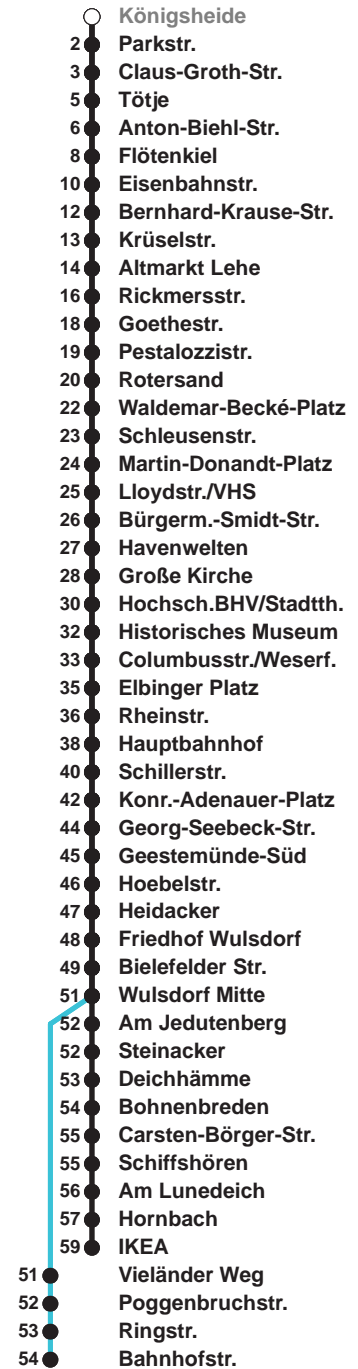 Königsheide
2 Parkstr.
3 Claus-Groth-Str.
5 Tötje
6 Anton-Biehl-Str.
8 Flötenkiel
10 Eisenbahnstr.
12 Bernhard-Krause-Str.
13 Krüselstr.
14 Altmarkt Lehe
16 Rickmersstr.
18 Goethestr.
19 Pestalozzistr.
20 Rotersand
22 Waldemar-Becké-Platz
23 Schleusenstr.
24 Martin-Donandt-Platz
25 Lloydstr./VHS
26 Bürgerm.-Smidt-Str.
27 Havenwelten
28 Große Kirche
30 Hochsch.BHV/Stadtth.
32 Historisches Museum
33 Columbusstr./Weserf.
35 Elbinger Platz
36 Rheinstr.
38 Hauptbahnhof
40 Schillerstr.
42 Konr.-Adenauer-Platz
44 Georg-Seebeck-Str.
45 Geestemünde-Süd
46 Hoebelstr.
47 Heidacker
48 Friedhof Wulsdorf
49 Bielefelder Str.
51 Wulsdorf Mitte
52 Am Jedutenberg
52 Steinacker
53 Deichhämme
54 Bohnenbreden
55 Carsten-Börger-Str.
55 Schiffshören
56 Am Lunedeich
57 Hornbach
59 IKEA
51 Vieländer Weg
52 Poggenbruchstr.
53 Ringstr.
54 Bahnhofstr.